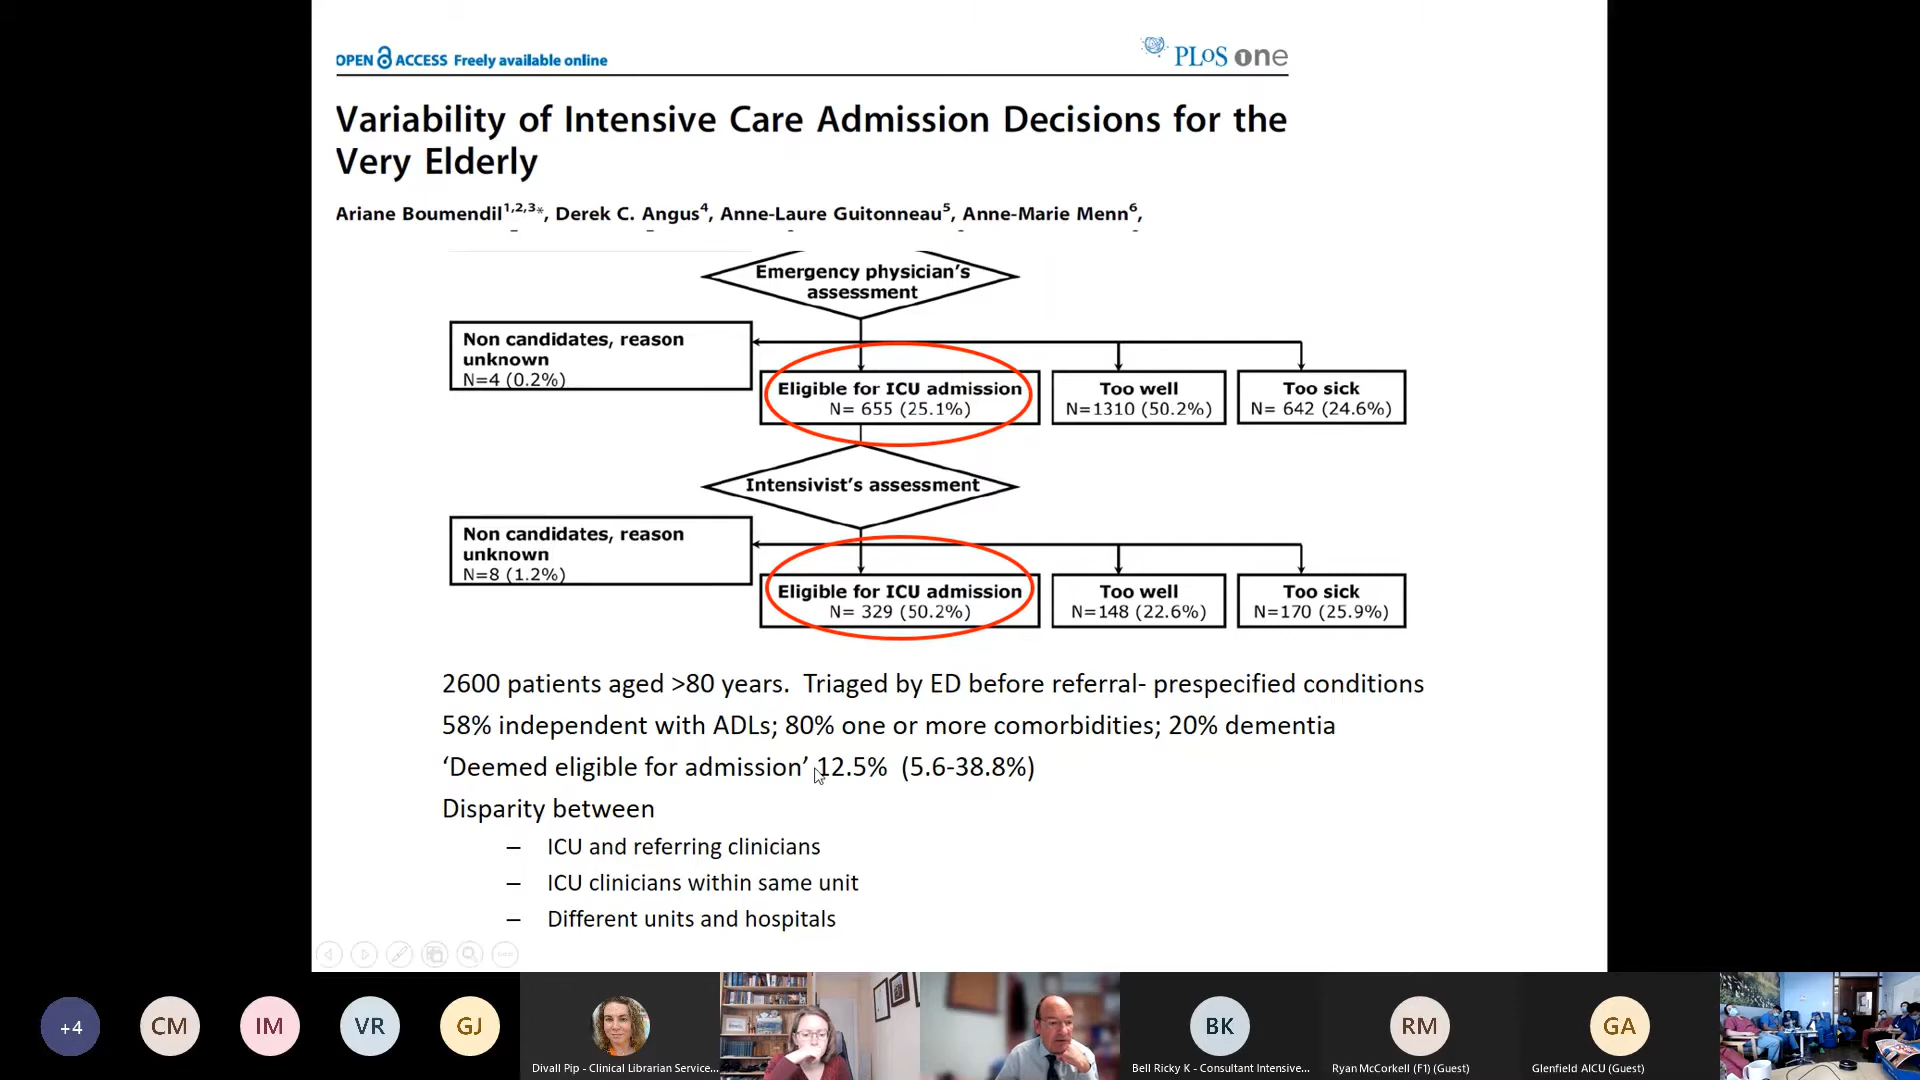 OPEN ACCESS Freely available online
PLoS one
Variability of Intensive Care Admission Decisions for the
Very Elderly
Ariane Boumendil1,2,3*, Derek C. Angus4, Anne-Laure Guitonneau5, Anne-Marie Menn6,
Emergency physician's
assessment
Non candidates, reason
unknown
N=4 (0.2%)
Eligible for ICU admission
N= 655 (25.1%)
Too well
N=1310 (50.2%)
Too sick
N= 642 (24.6%)
Intensivist's assessment
Non candidates, reason
unknown
N=8 (1.2%)
Eligible for ICU admission
N= 329 (50.2%)
Too well
N=148 (22.6%)
Too sick
N=170 (25.9%)
2600 patients aged >80 years. Triaged by ED before referral- prespecified conditions
58% independent with ADLs; 80% one or more comorbidities; 20% dementia
‘Deemed eligible for admission’ 12.5% (5.6-38.8%)
Disparity between
– ICU and referring clinicians
– ICU clinicians within same unit
– Different units and hospitals
+4
CM
IM
VR
GJ
Divall Pip - Clinical Librarian Service...
BK
Bell Ricky K - Consultant Intensive...
RM
Ryan McCorkell (F1) (Guest)
GA
Glenfield AICU (Guest)